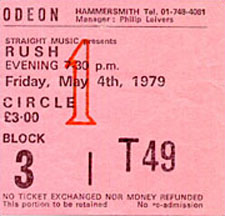 ODEON HAMMERSMITH Tel. 01-748-4081
Manager: Philip Leivers
STRAIGHT MUSIC presents
RUSH
EVENING 7-30 p.m.
Friday, May 4th, 1979
CIRCLE
£3·00
1
BLOCK
3 | T49
NO TICKET EXCHANGED NOR MONEY REFUNDED
This portion to be retained No re-admission